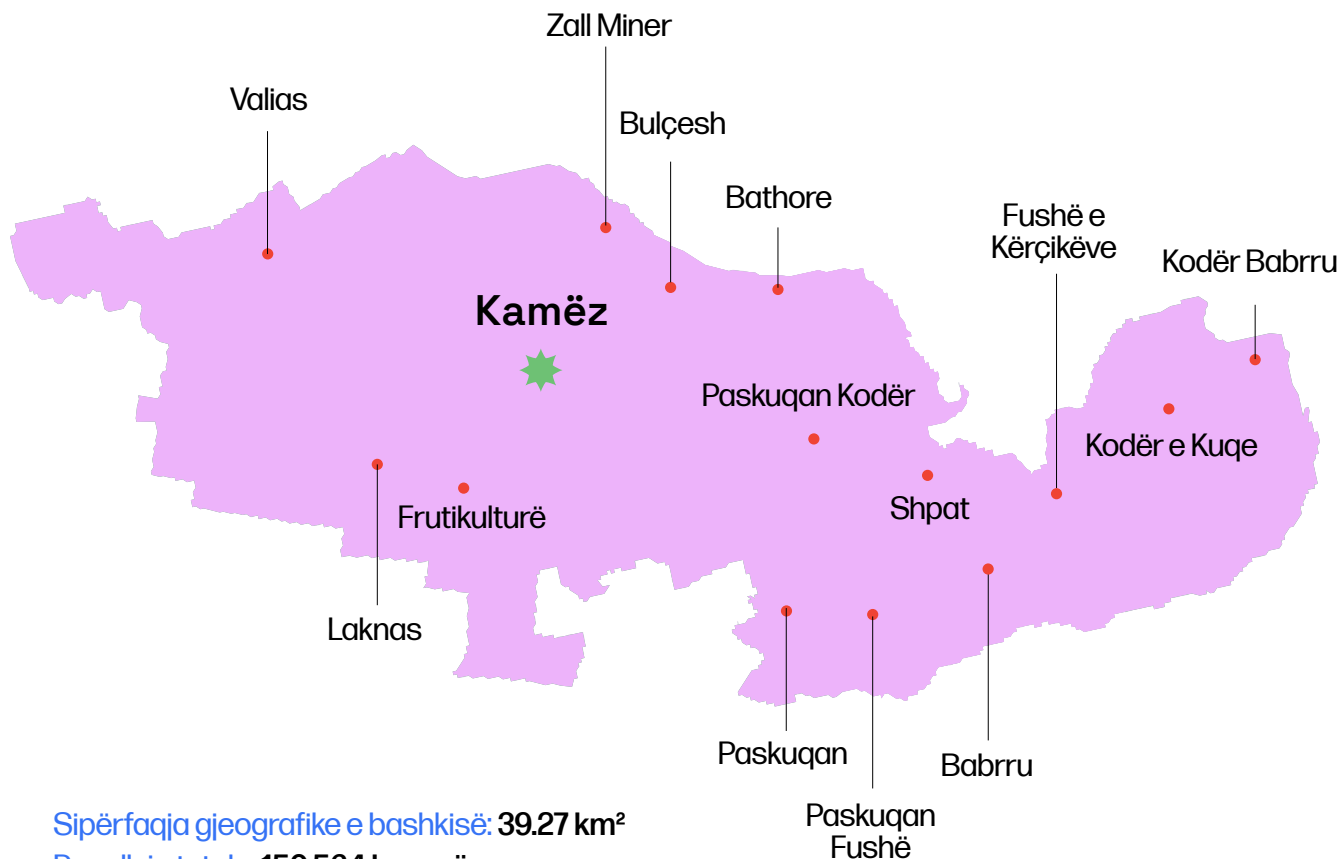 Zall Miner
Valias
Bulçesh
Bathore
Fushë e
Kërçikëve
Kodër Babrru
Kamëz
Paskuqan Kodër
Kodër e Kuqe
Shpat
Frutikulturë
Laknas
Paskuqan
Babrru
Paskuqan
Fushë
Sipërfaqja gjeografike e bashkisë: 39.27 km²